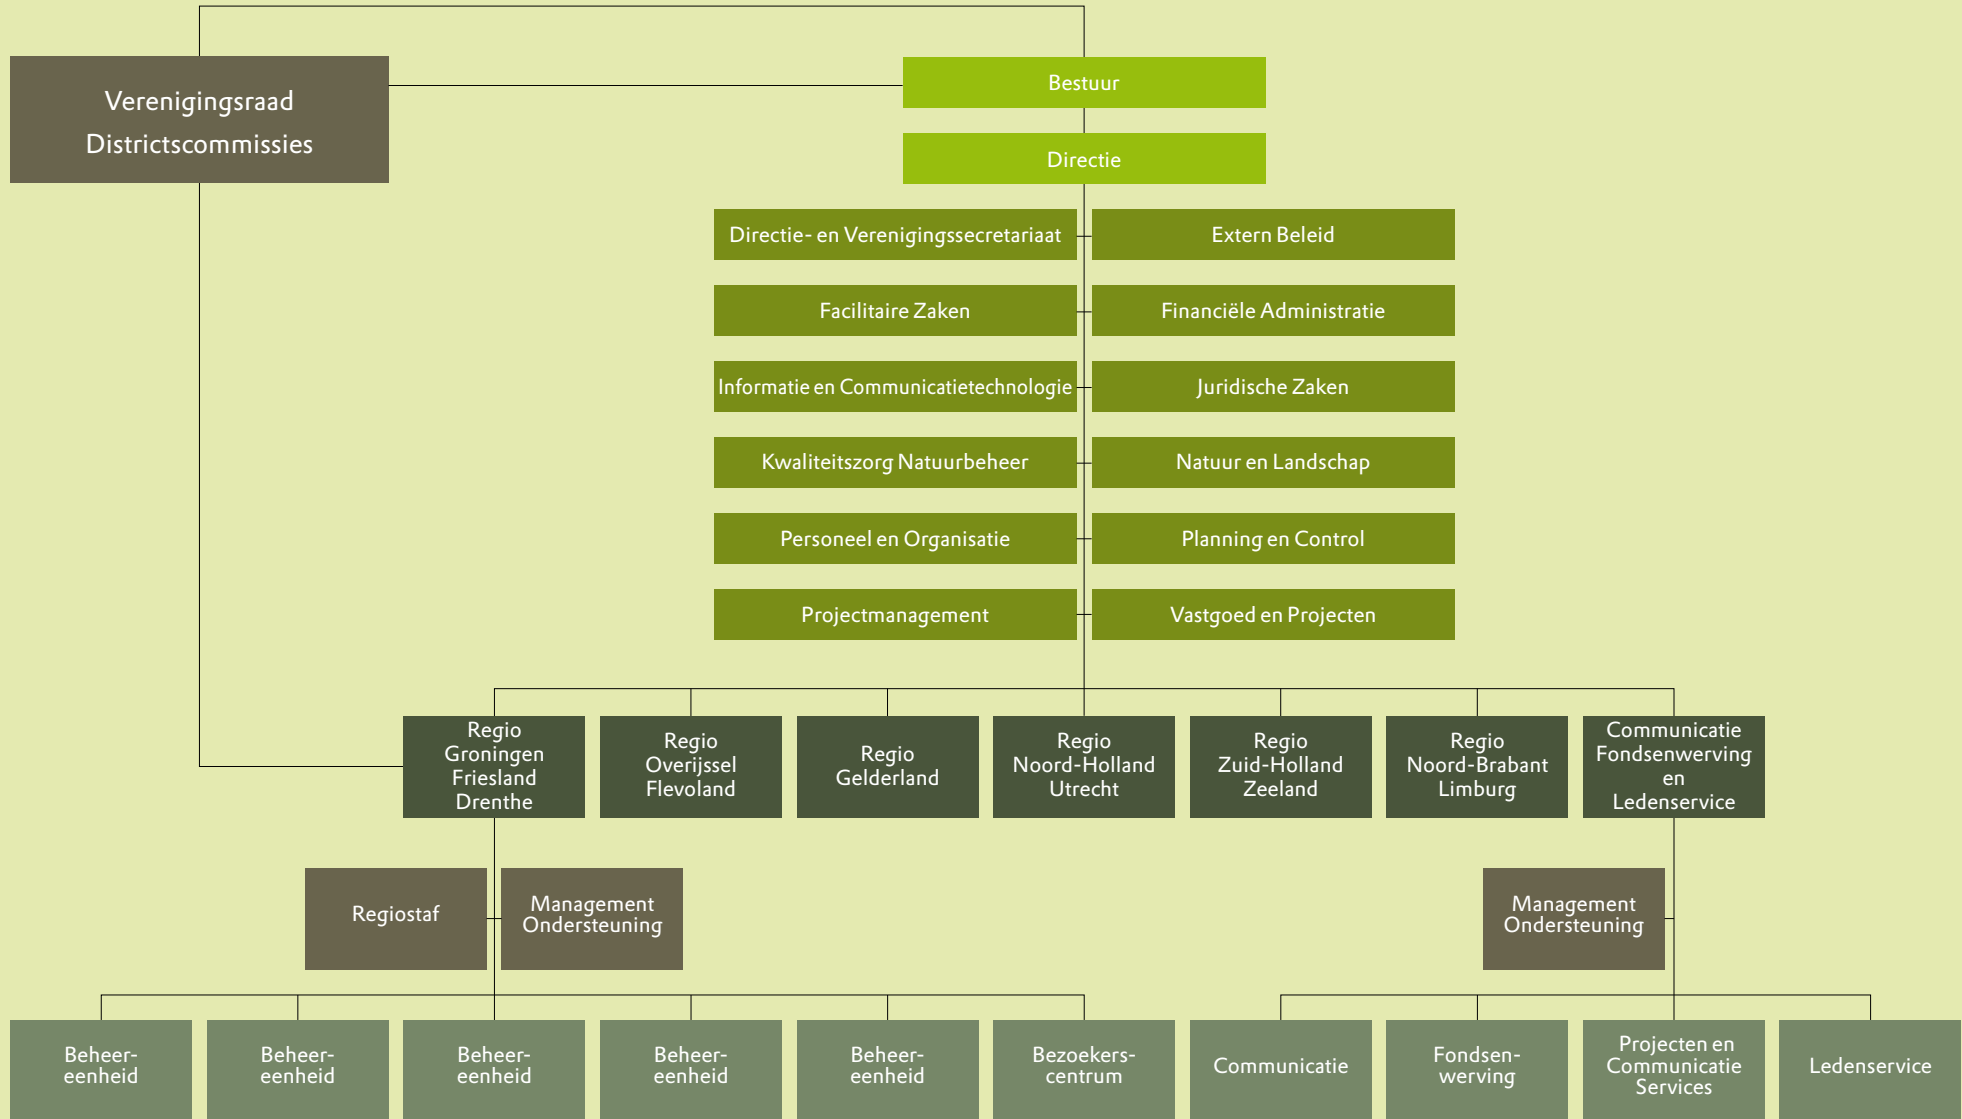 Verenigingsraad
Districtscommissies
Bestuur
Directie
Directie- en Verenigingssecretariaat
Extern Beleid
Facilitaire Zaken
Financiële Administratie
Informatie en Communicatietechnologie
Juridische Zaken
Kwaliteitszorg Natuurbeheer
Natuur en Landschap
Personeel en Organisatie
Planning en Control
Projectmanagement
Vastgoed en Projecten
Regio
Groningen
Friesland
Drenthe
Regio
Overijssel
Flevoland
Regio
Gelderland
Regio
Noord-Holland
Utrecht
Regio
Zuid-Holland
Zeeland
Regio
Noord-Brabant
Limburg
Communicatie
Fondsenwerving
en
Ledenservice
Regiostaf
Management
Ondersteuning
Management
Ondersteuning
Beheer-
eenheid
Beheer-
eenheid
Beheer-
eenheid
Beheer-
eenheid
Beheer-
eenheid
Bezoekers-
centrum
Communicatie
Fondsen-
werving
Projecten en
Communicatie
Services
Ledenservice